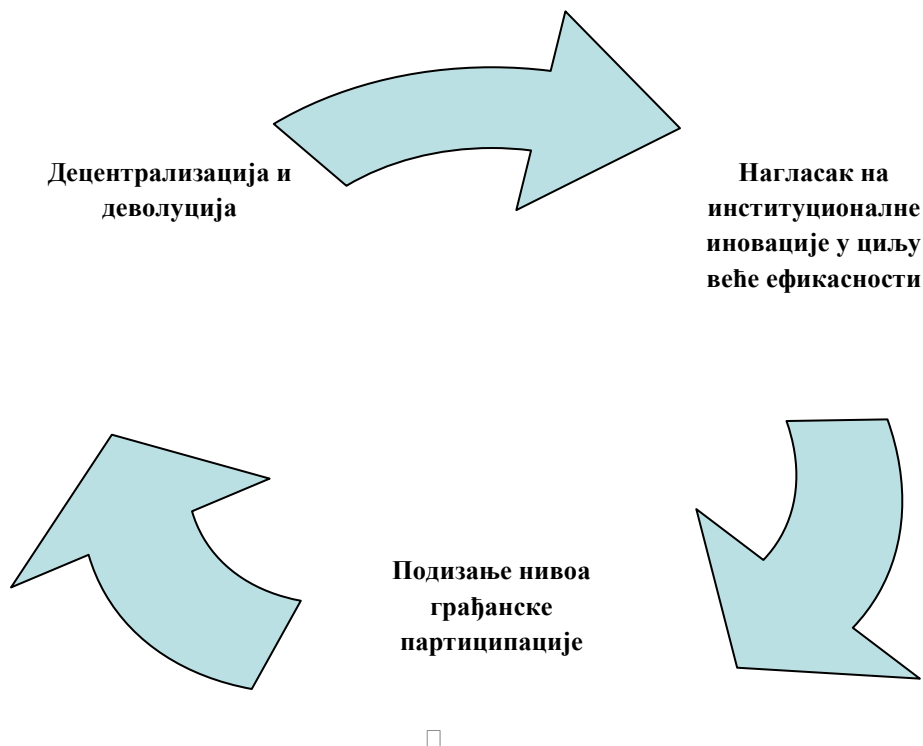 Децентрализација и
деволуција
Нагласак на
институционалне
иновације у циљу
веће ефикасности
Подизање нивоа
грађанске
партиципације